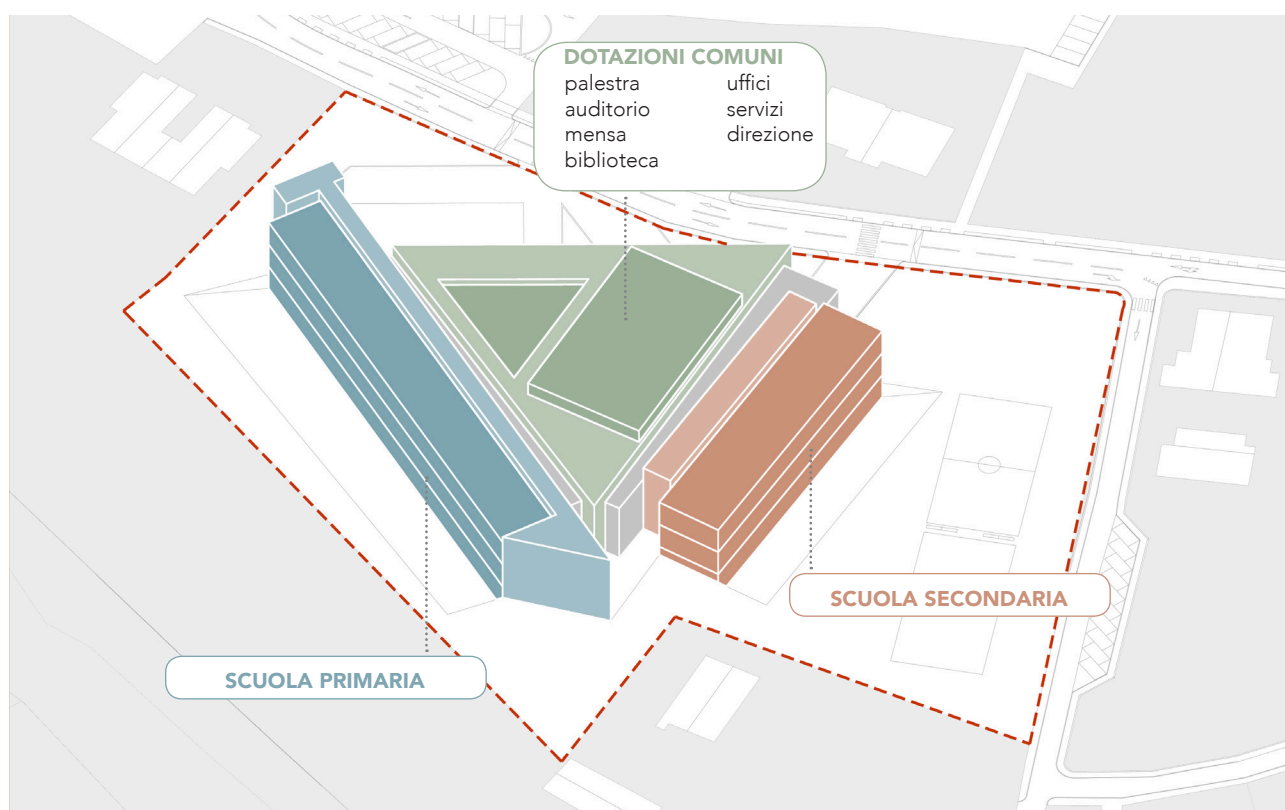 DOTAZIONI COMUNI
palestra uffici
auditorio servizi
mensa direzione
biblioteca
SCUOLA SECONDARIA
SCUOLA PRIMARIA